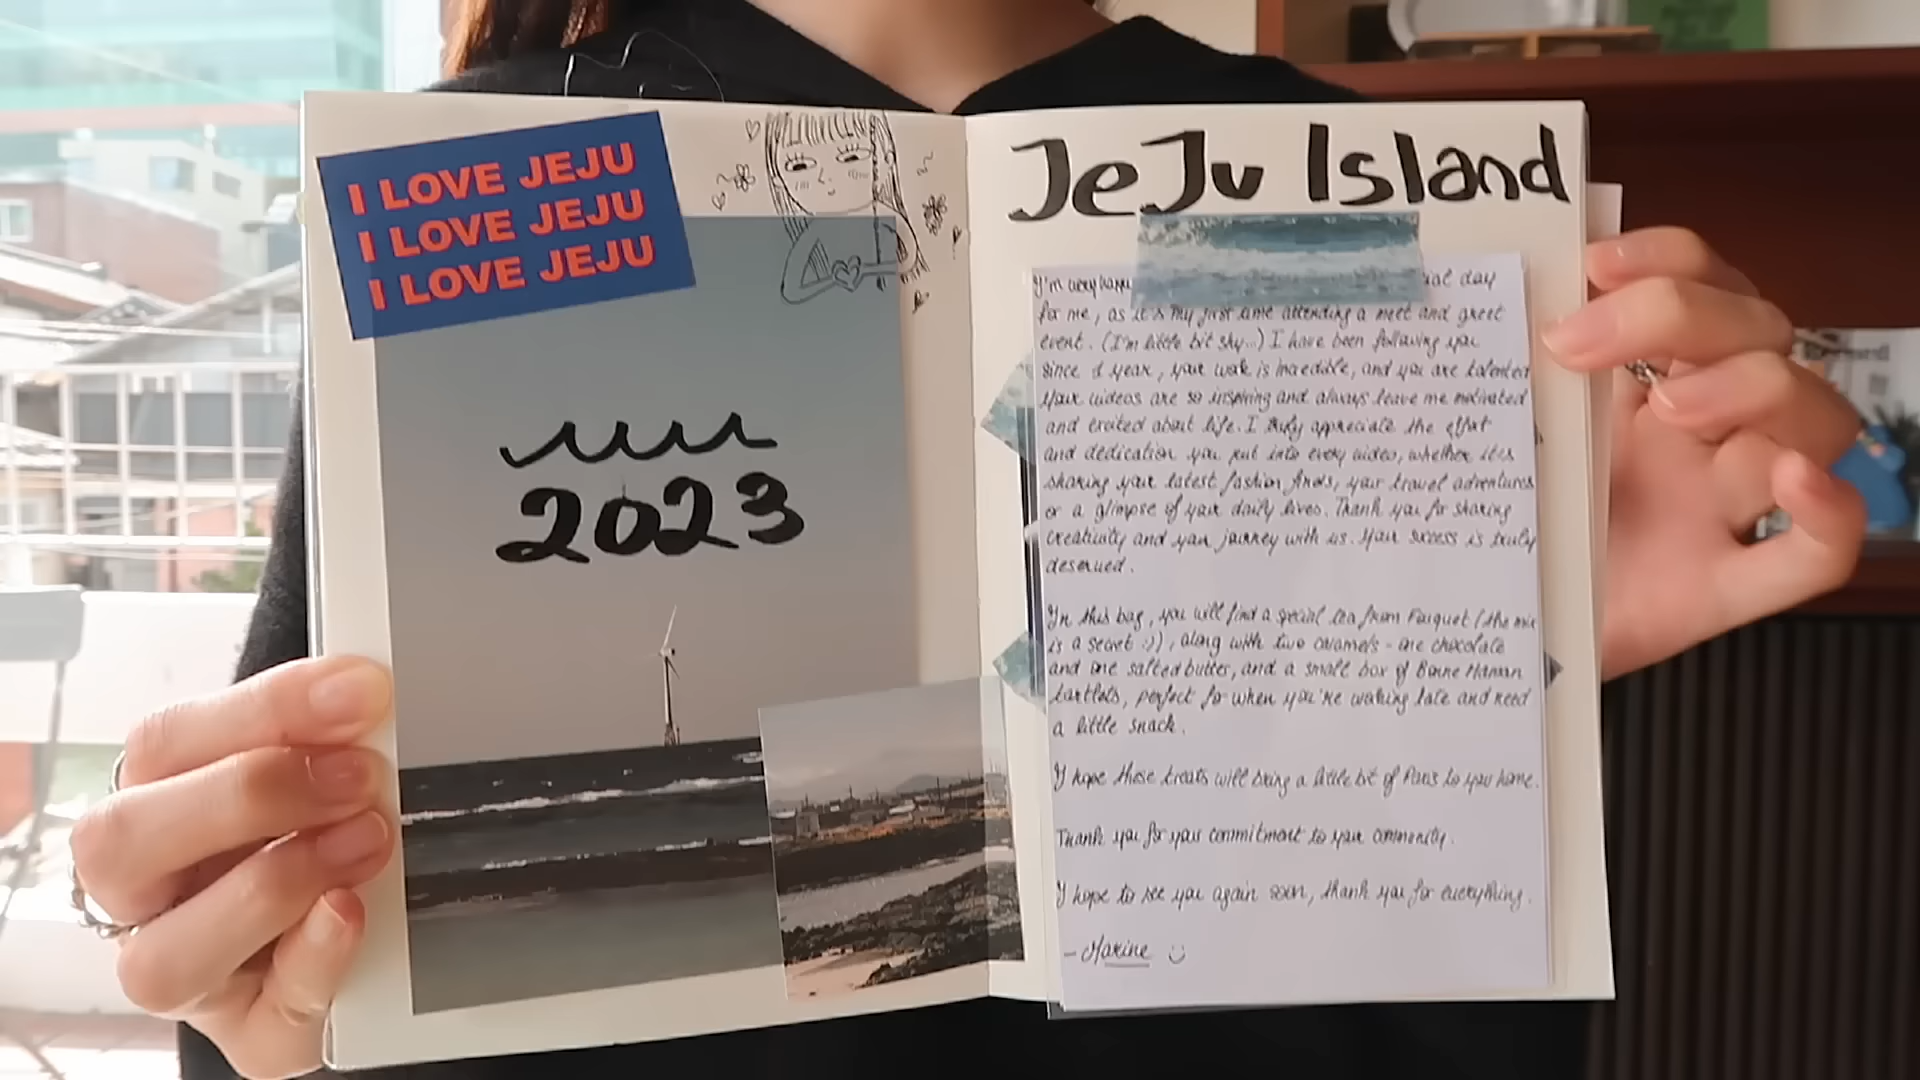 I LOVE JEJU
I LOVE JEJU
I LOVE JEJU
2023
JeJu Island
I'm very happy
day
for me, as it's my first time attending a meet and greet
event. (I'm little bit shy...) I have been following you
since 1 year, your work is incredible, and you are talented
Your videos are so inspiring and always leave me motivated
and excited about life. I truly appreciate the effort
and dedication you put into every video, whether it's
sharing your latest fashion finds, your travel adventures
or a glimpse of your daily lives. Thank you for sharing
creativity and your journey with us. Your success is truly
deserved.
In this bag, you will find a special tea from Fauquet (the mix
is a secret :)), along with two caramels - one chocolate
and one salted butter, and a small box of Bonne Maman
tartlets, perfect for when you're working late and need
a little snack.
I hope these treats will bring a little bit of Paris to you home.
Thank you for your commitment to your community.
I hope to see you again soon, thank you for everything.
- Maxine